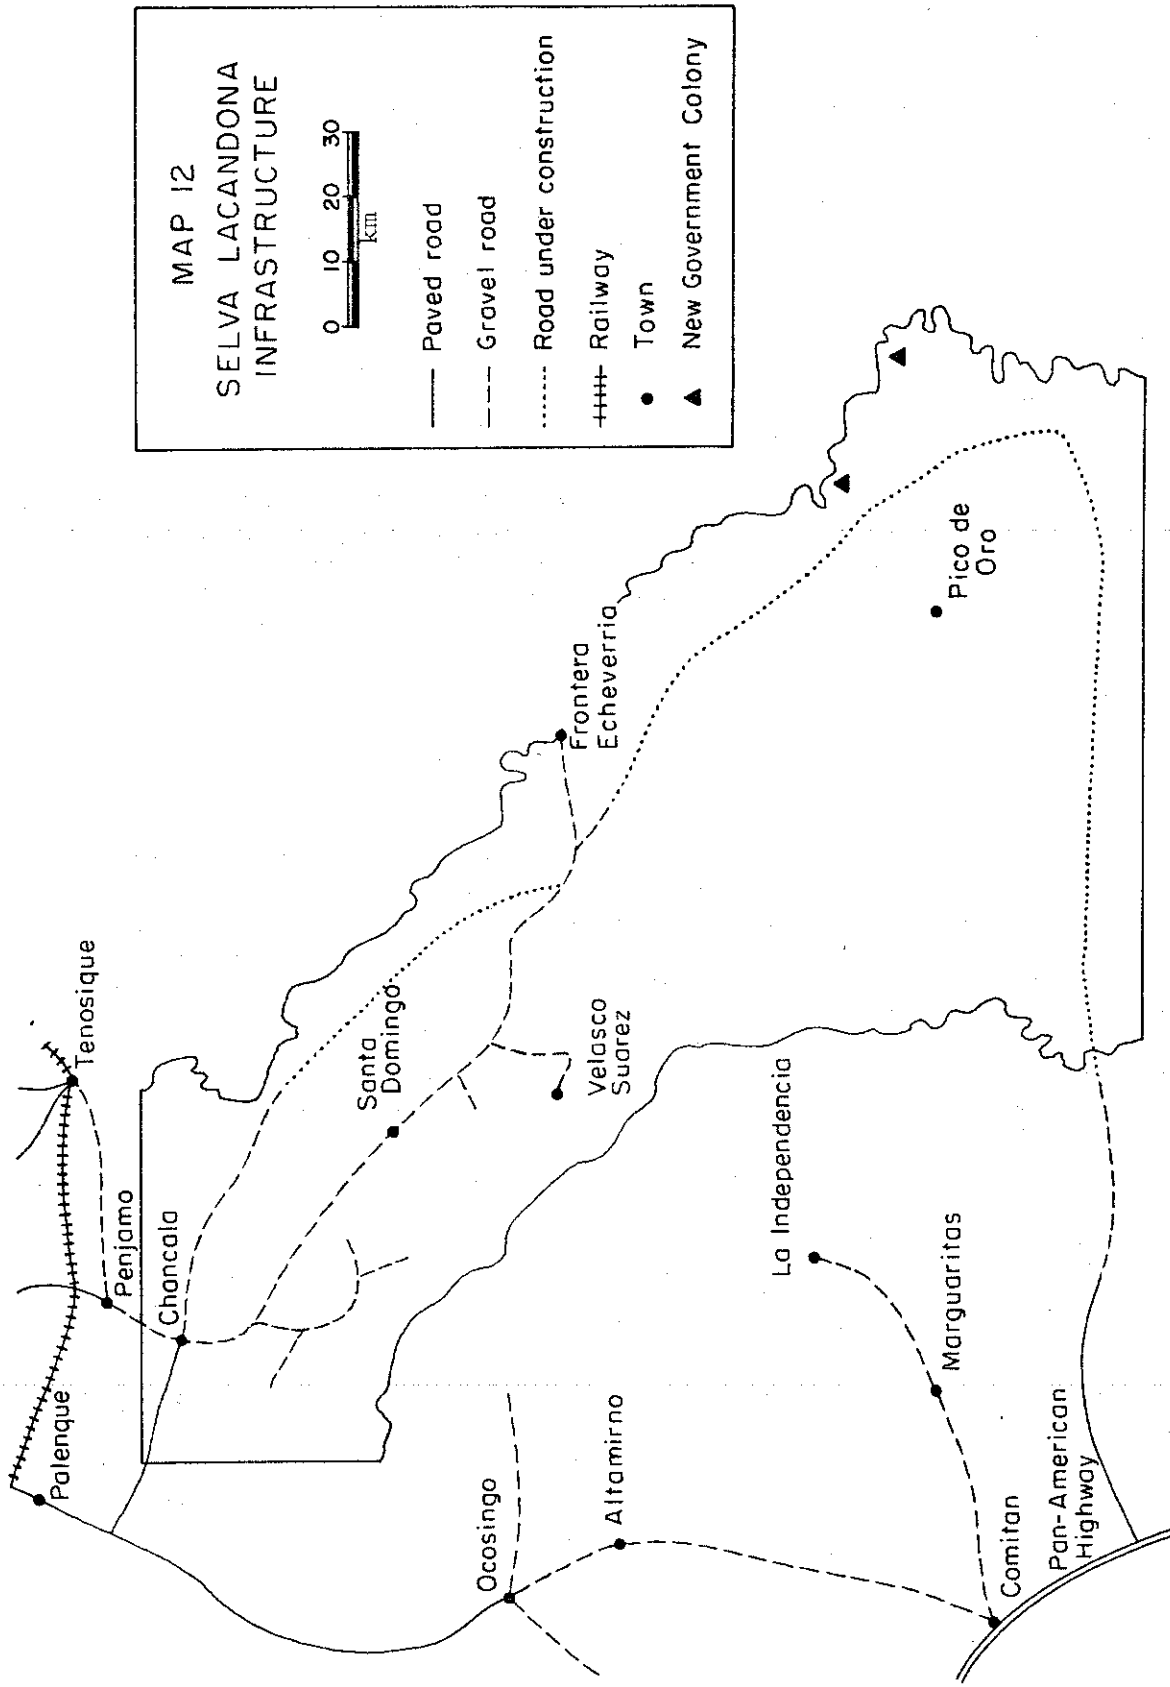 MAP 12
SELVA LACANDONA
INFRASTRUCTURE
0 10 20 30
km
Paved road
Gravel road
Road under construction
Railway
Town
New Government Colony
Tenosique
Palenque
Penjamo
Chancala
Santa
Domingo
Frontera
Echeverria
Velasco
Suarez
Ocosingo
Altamirno
La Independencia
Pico de
Oro
Marguaritas
Comitan
Pan-American
Highway